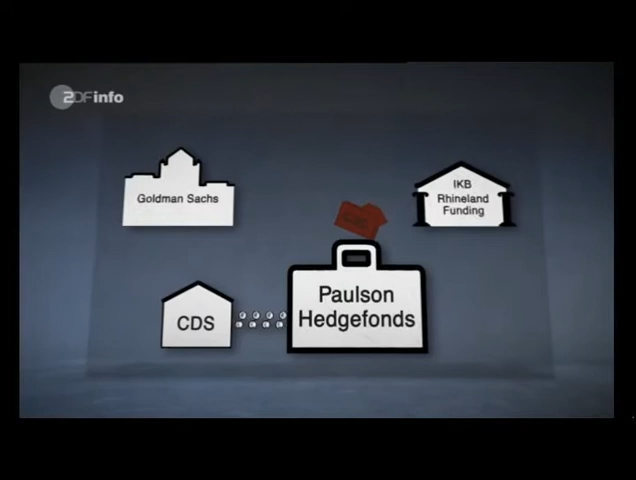 ZDFinfo
Goldman Sachs
IKB
Rhineland
Funding
Paulson
Hedgefonds
CDS